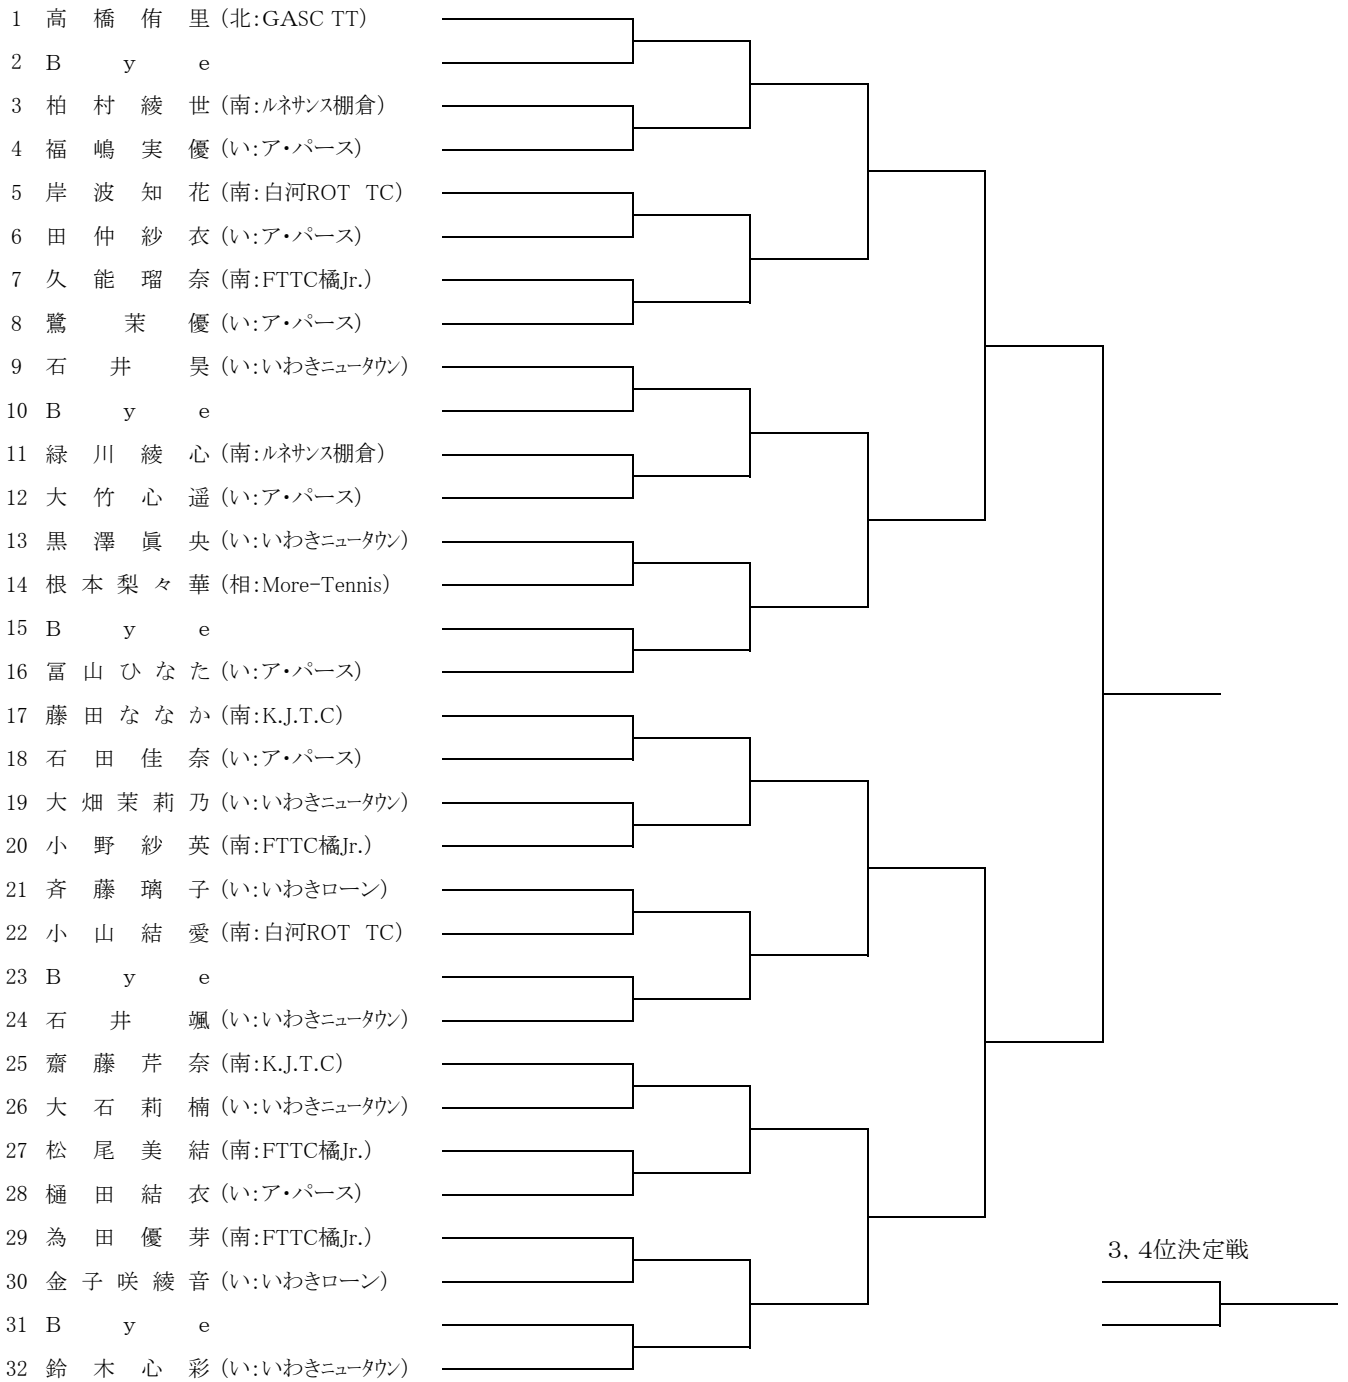 1 高橋侑里 (北:GASC TT)
2 Bye
3 柏村綾世 (南:ﾙﾈｻﾝｽ棚倉)
4 福嶋実優 (い:ア・パース)
5 岸波知花 (南:白河ROT TC)
6 田仲紗衣 (い:ア・パース)
7 久能瑠奈 (南:FTTC橘Jr.)
8 鷺茉優 (い:ア・パース)
9 石井昊 (い:いわきﾆｭｰﾀｳﾝ)
10 Bye
11 緑川綾心 (南:ﾙﾈｻﾝｽ棚倉)
12 大竹心遥 (い:ア・パース)
13 黒澤眞央 (い:いわきﾆｭｰﾀｳﾝ)
14 根本梨々華 (相:More-Tennis)
15 Bye
16 冨山ひなた (い:ア・パース)
17 藤田ななか (南:K.J.T.C)
18 石田佳奈 (い:ア・パース)
19 大畑茉莉乃 (い:いわきﾆｭｰﾀｳﾝ)
20 小野紗英 (南:FTTC橘Jr.)
21 斉藤璃子 (い:いわきローン)
22 小山結愛 (南:白河ROT TC)
23 Bye
24 石井颯 (い:いわきﾆｭｰﾀｳﾝ)
25 齋藤芹奈 (南:K.J.T.C)
26 大石莉楠 (い:いわきﾆｭｰﾀｳﾝ)
27 松尾美結 (南:FTTC橘Jr.)
28 樋田結衣 (い:ア・パース)
29 為田優芽 (南:FTTC橘Jr.)
3，4位決定戦
30 金子咲綾音 (い:いわきローン)
31 Bye
32 鈴木心彩 (い:いわきﾆｭｰﾀｳﾝ)